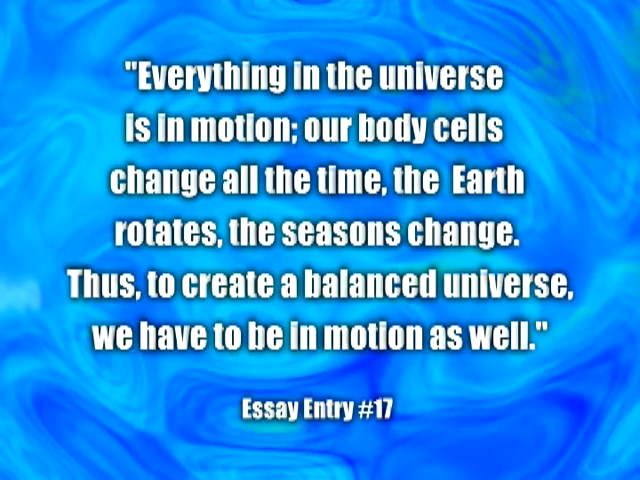 "Everything in the universe
is in motion; our body cells
change all the time, the Earth
rotates, the seasons change.
Thus, to create a balanced universe,
we have to be in motion as well."
Essay Entry #17